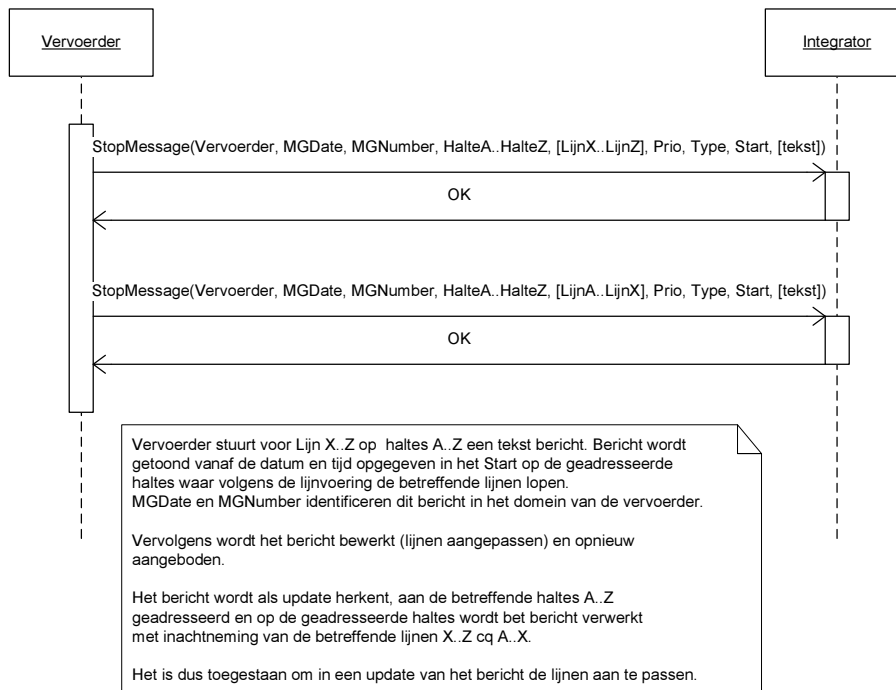 Vervoerder
Integrator
StopMessage(Vervoerder, MGDate, MGNumber, HalteA..HalteZ, [LijnX..LijnZ], Prio, Type, Start, [tekst])
OK
StopMessage(Vervoerder, MGDate, MGNumber, HalteA..HalteZ, [LijnA..LijnX], Prio, Type, Start, [tekst])
OK
Vervoerder stuurt voor Lijn X..Z op haltes A..Z een tekst bericht. Bericht wordt
getoond vanaf de datum en tijd opgegeven in het Start op de geadresseerde
haltes waar volgens de lijnvoering de betreffende lijnen lopen.
MGDate en MGNumber identificeren dit bericht in het domein van de vervoerder.
Vervolgens wordt het bericht bewerkt (lijnen aangepassen) en opnieuw
aangeboden.
Het bericht wordt als update herkent, aan de betreffende haltes A..Z
geadresseerd en op de geadresseerde haltes wordt bet bericht verwerkt
met inachtneming van de betreffende lijnen X..Z cq A..X.
Het is dus toegestaan om in een update van het bericht de lijnen aan te passen.